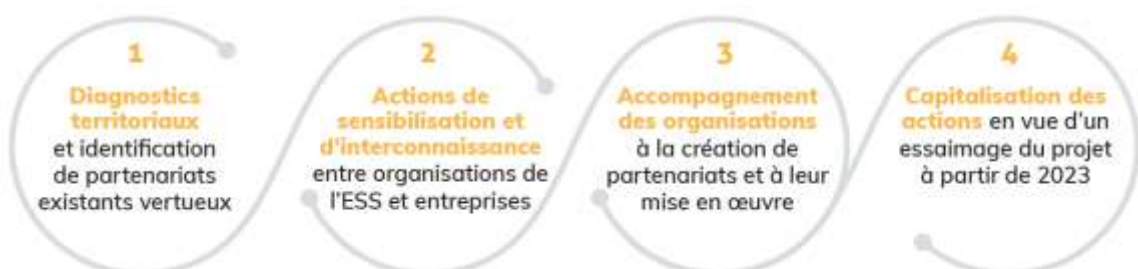 1
Diagnostics
territoriaux
et identification
de partenariats
existants vertueux
2
Actions de
sensibilisation et
d'interconnaissance
entre organisations de
l'ESS et entreprises
3
Accompagnement
des organisations
à la création de
partenariats et à leur
mise en œuvre
4
Capitalisation des
actions en vue d'un
essaimage du projet
à partir de 2023